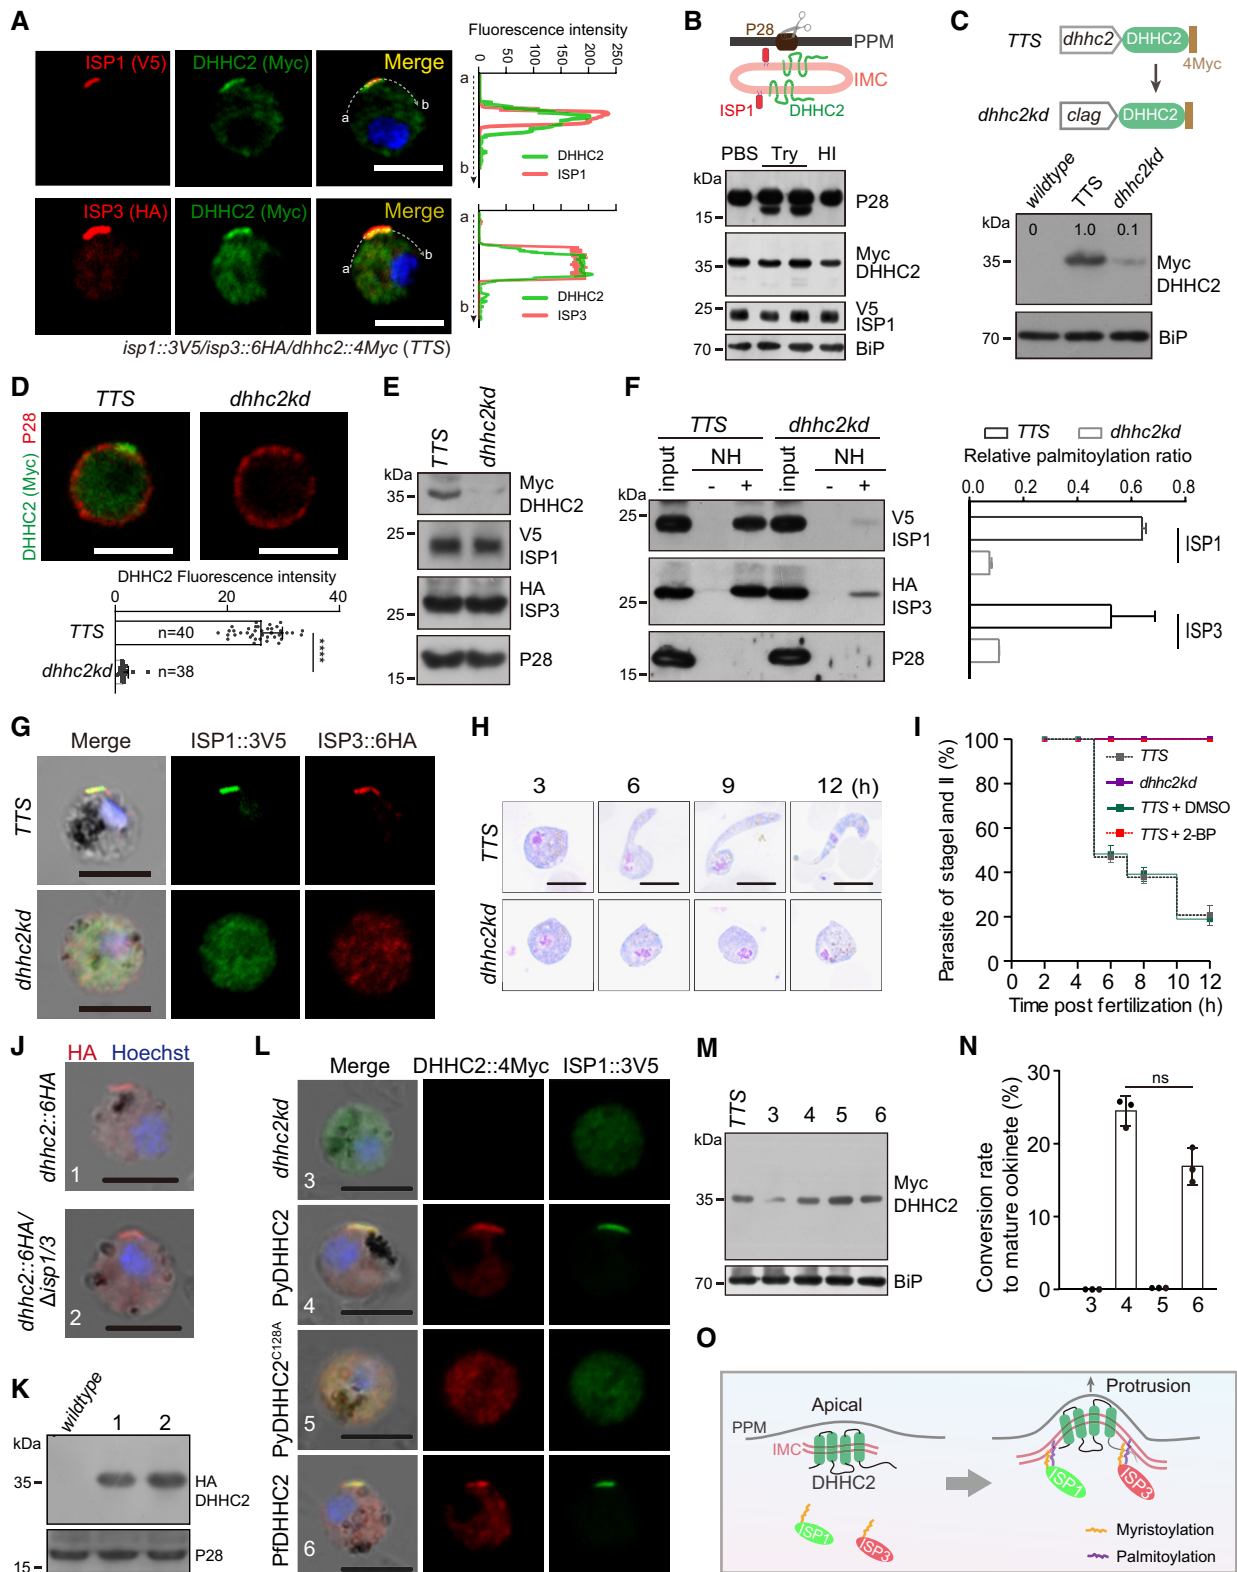 A
ISP1 (V5)
DHHC2 (Myc)
Merge
a
b
Fluorescence intensity
0 50 100 150 200 250
a
b
DHHC2
ISP1
ISP3 (HA)
DHHC2 (Myc)
Merge
a
b
a
b
DHHC2
ISP3
isp1::3V5/isp3::6HA/dhhc2::4Myc (TTS)
B
P28
PPM
IMC
ISP1
DHHC2
PBS Try HI
kDa
15
P28
35
Myc
DHHC2
25
V5
ISP1
70
BiP
C
TTS
dhhc2
DHHC2
4Myc
dhhc2kd
clag
DHHC2
wildtype
TTS
dhhc2kd
kDa
0 1.0 0.1
35
Myc
DHHC2
70
BiP
D
TTS
dhhc2kd
DHHC2 (Myc) P28
DHHC2 Fluorescence intensity
0 20 40
TTS
n=40
dhhc2kd
n=38
****
E
TTS
dhhc2kd
kDa
35
Myc
DHHC2
25
V5
ISP1
25
HA
ISP3
15
P28
F
TTS
dhhc2kd
input
NH
- +
input
NH
- +
kDa
25
V5
ISP1
25
HA
ISP3
15
P28
TTS
dhhc2kd
Relative palmitoylation ratio
0.0 0.2 0.4 0.6 0.8
ISP1
ISP3
G
Merge
ISP1::3V5
ISP3::6HA
TTS
dhhc2kd
H
3 6 9 12 (h)
TTS
dhhc2kd
I
Parasite of stageI and II (%)
100
80
60
40
20
0
0 2 4 6 8 10 12
Time post fertilization (h)
TTS
dhhc2kd
TTS + DMSO
TTS + 2-BP
J
HA Hoechst
dhhc2::6HA
1
dhhc2::6HA/
Δisp1/3
2
K
wildtype
1 2
kDa
35
HA
DHHC2
15
P28
L
Merge
DHHC2::4Myc
ISP1::3V5
dhhc2kd
3
PyDHHC2
4
PyDHHC2C128A
5
PfDHHC2
6
M
TTS
3 4 5 6
kDa
35
Myc
DHHC2
70
BiP
N
Conversion rate
to mature ookinete (%)
30
20
10
0
ns
3 4 5 6
O
Apical
PPM
IMC
DHHC2
ISP1
ISP3
Protrusion
ISP1
ISP3
Myristoylation
Palmitoylation